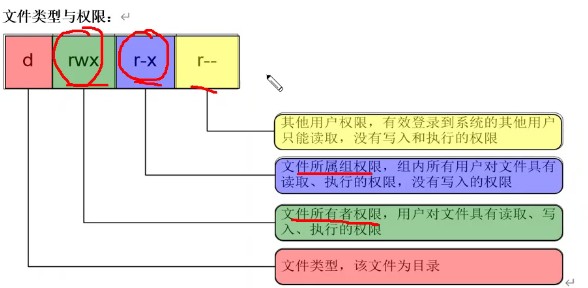 文件类型与权限：
d rwx r-x r--
其他用户权限，有效登录到系统的其他用户
只能读取，没有写入和执行的权限
文件所属组权限，组内所有用户对文件具有
读取、执行的权限，没有写入的权限
文件所有者权限，用户对文件具有读取、写
入、执行的权限
文件类型，该文件为目录